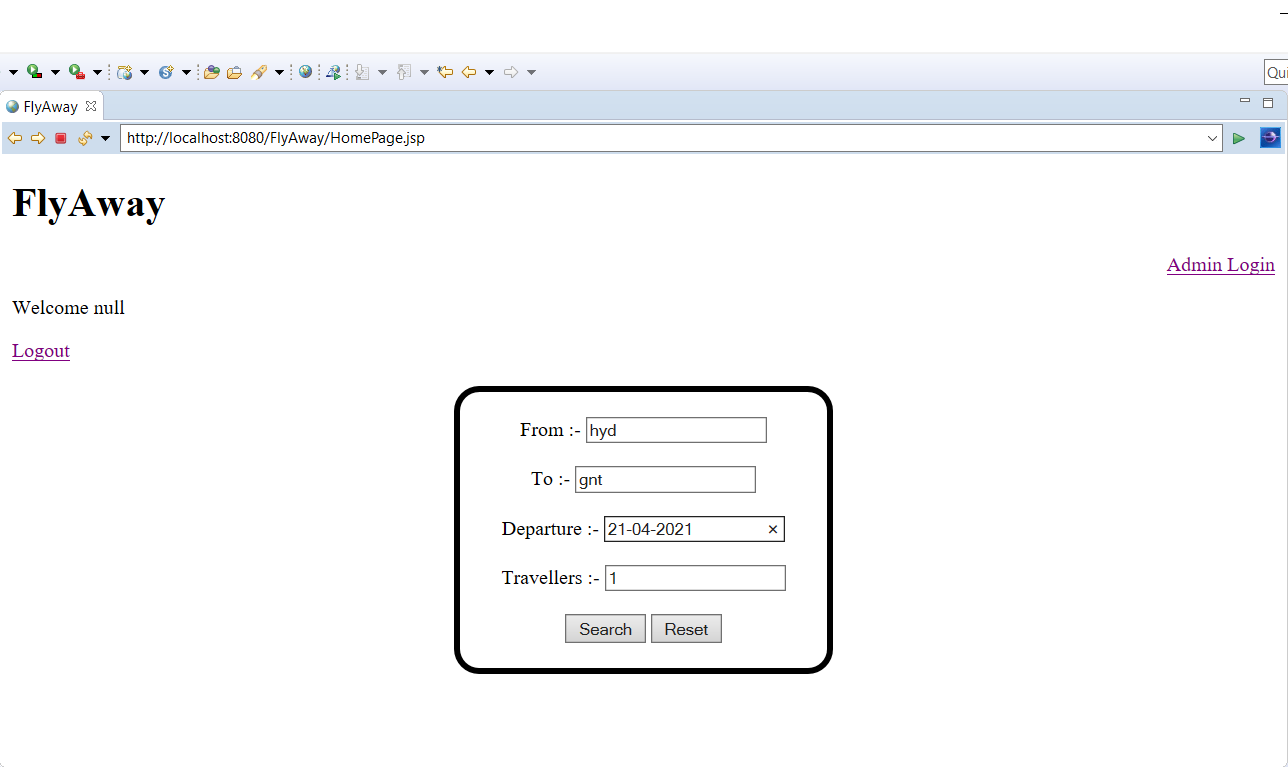 Qui
FlyAway
http://localhost:8080/FlyAway/HomePage.jsp
FlyAway
Admin Login
Welcome null
Logout
From :- hyd
To :- gnt
Departure :- 21-04-2021 ×
Travellers :- 1
Search Reset